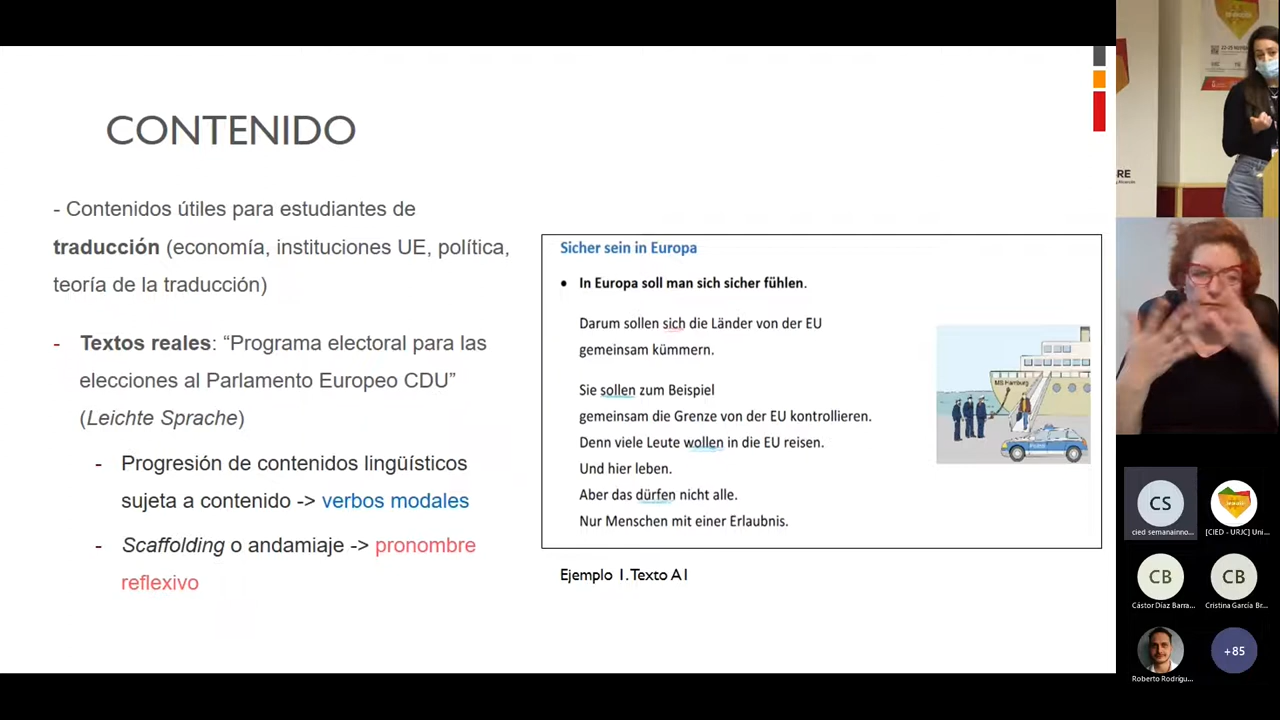 CONTENIDO
- Contenidos útiles para estudiantes de
traducción (economía, instituciones UE, política,
teoría de la traducción)
- Textos reales: “Programa electoral para las
elecciones al Parlamento Europeo CDU”
(Leichte Sprache)
- Progresión de contenidos lingüísticos
sujeta a contenido -> verbos modales
- Scaffolding o andamiaje -> pronombre
reflexivo
Sicher sein in Europa
• In Europa soll man sich sicher fühlen.
Darum sollen sich die Länder von der EU
gemeinsam kümmern.
Sie sollen zum Beispiel
gemeinsam die Grenze von der EU kontrollieren.
Denn viele Leute wollen in die EU reisen.
Und hier leben.
Aber das dürfen nicht alle.
Nur Menschen mit einer Erlaubnis.
MS Hamburg
Ejemplo 1. Texto A1
CS
cied semanainno...
[CIED - URJC] Uni...
CB
Cástor Díaz Barra...
CB
Cristina García Br...
Roberto Rodrígu...
+85